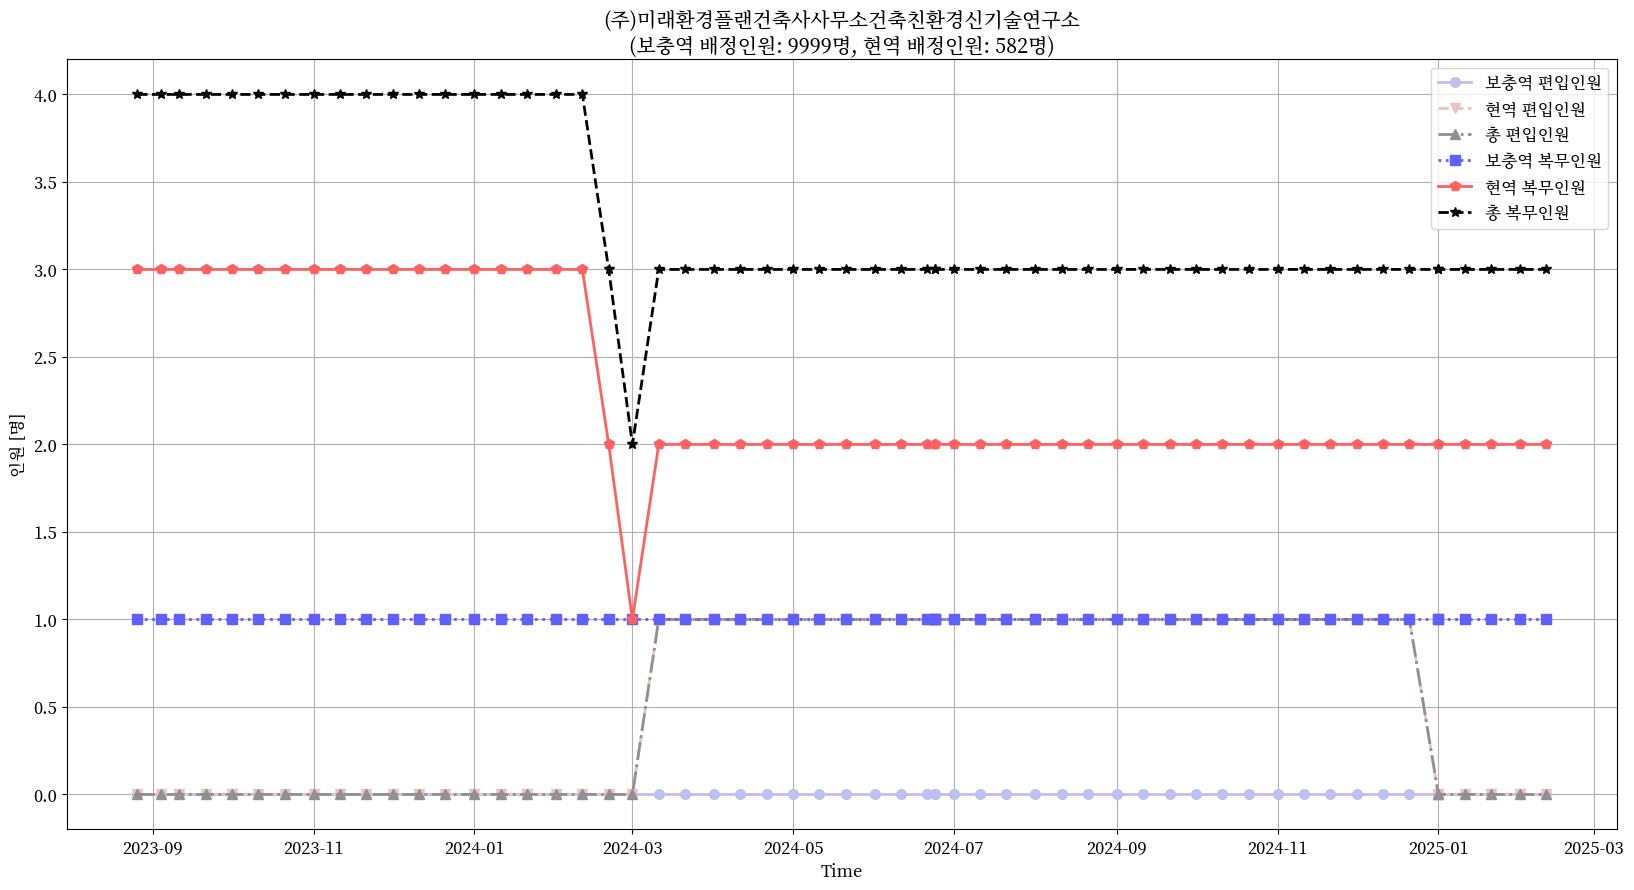 (주)미래환경플랜건축사사무소건축친환경신기술연구소
(보충역 배정인원: 9999명, 현역 배정인원: 582명)
보충역 편입인원
현역 편입인원
총 편입인원
보충역 복무인원
현역 복무인원
총 복무인원
인원 [명]
4.0
3.5
3.0
2.5
2.0
1.5
1.0
0.5
0.0
2023-09 2023-11 2024-01 2024-03 2024-05 2024-07 2024-09 2024-11 2025-01 2025-03
Time